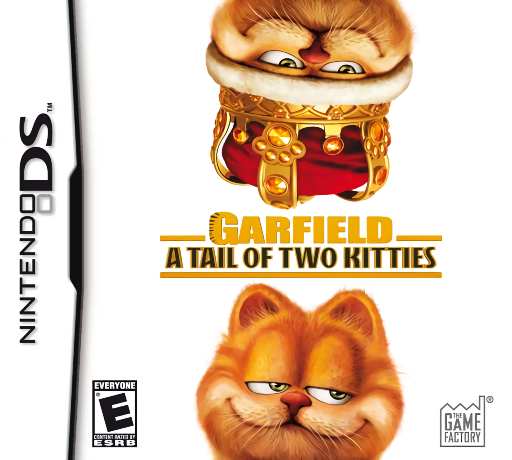 NINTENDO DS™
GARFIELD
A TAIL OF TWO KITTIES
EVERYONE
E
CONTENT RATED BY
ESRB
THE
GAME
FACTORY
®